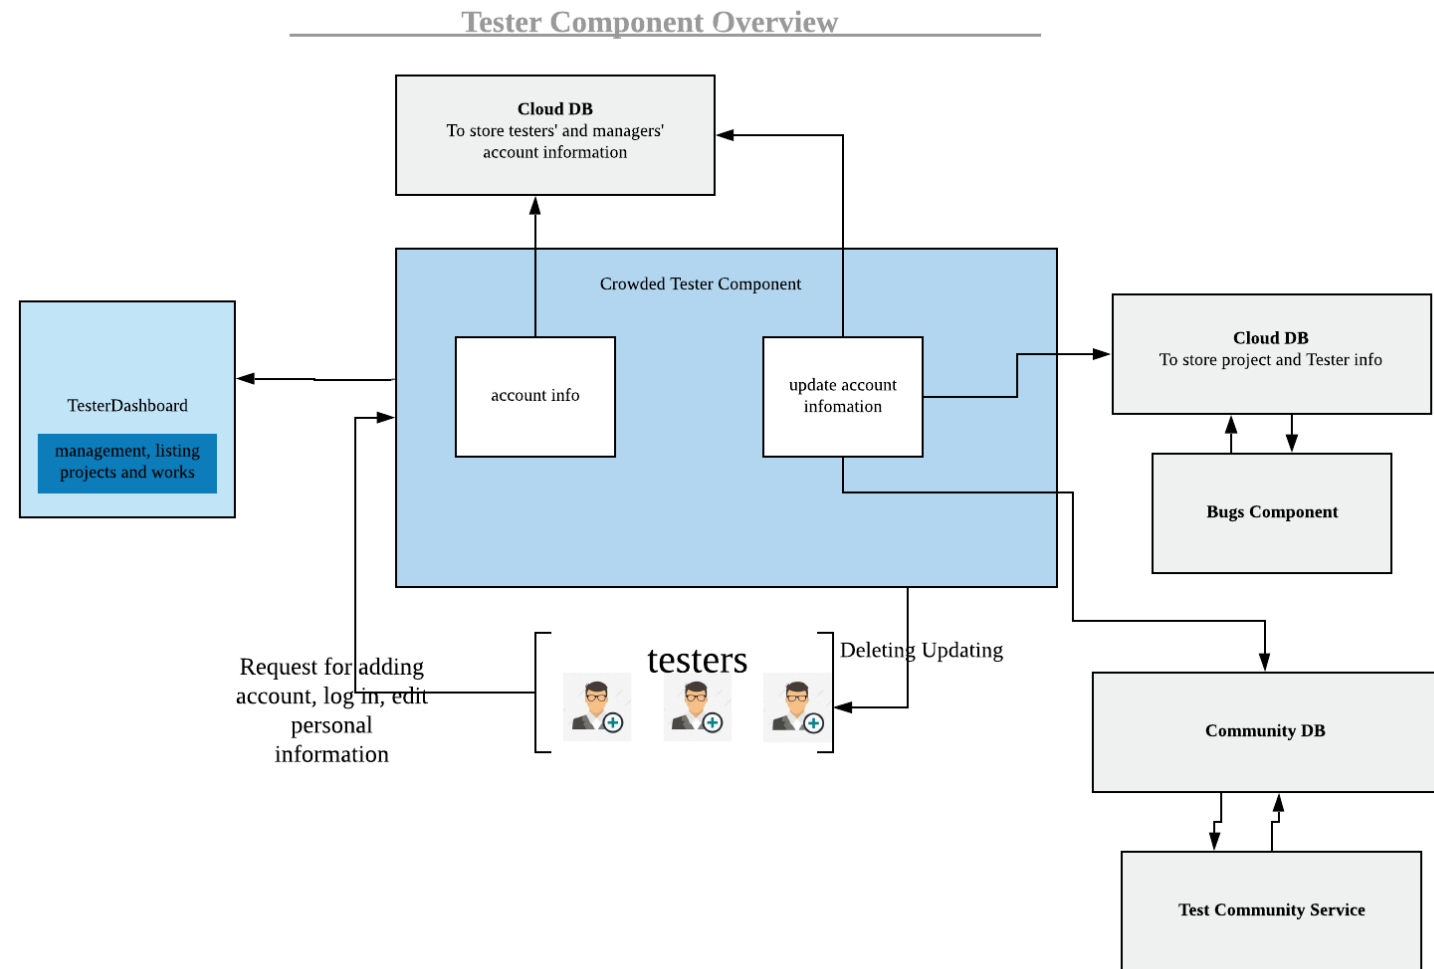 Tester Component Overview
Cloud DB
To store testers' and managers'
account information
Crowded Tester Component
account info
update account
infomation
TesterDashboard
management, listing
projects and works
Cloud DB
To store project and Tester info
Bugs Component
Request for adding
account, log in, edit
personal
information
testers
Deleting Updating
Community DB
Test Community Service